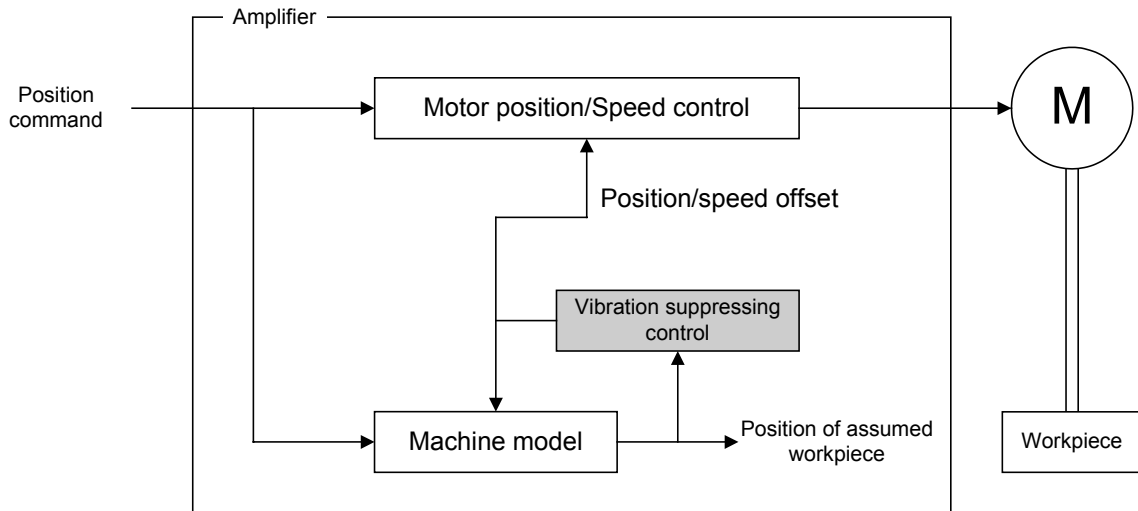 Amplifier
Position
command
Motor position/Speed control
M
Position/speed offset
Vibration suppressing
control
Machine model
Position of assumed
workpiece
Workpiece